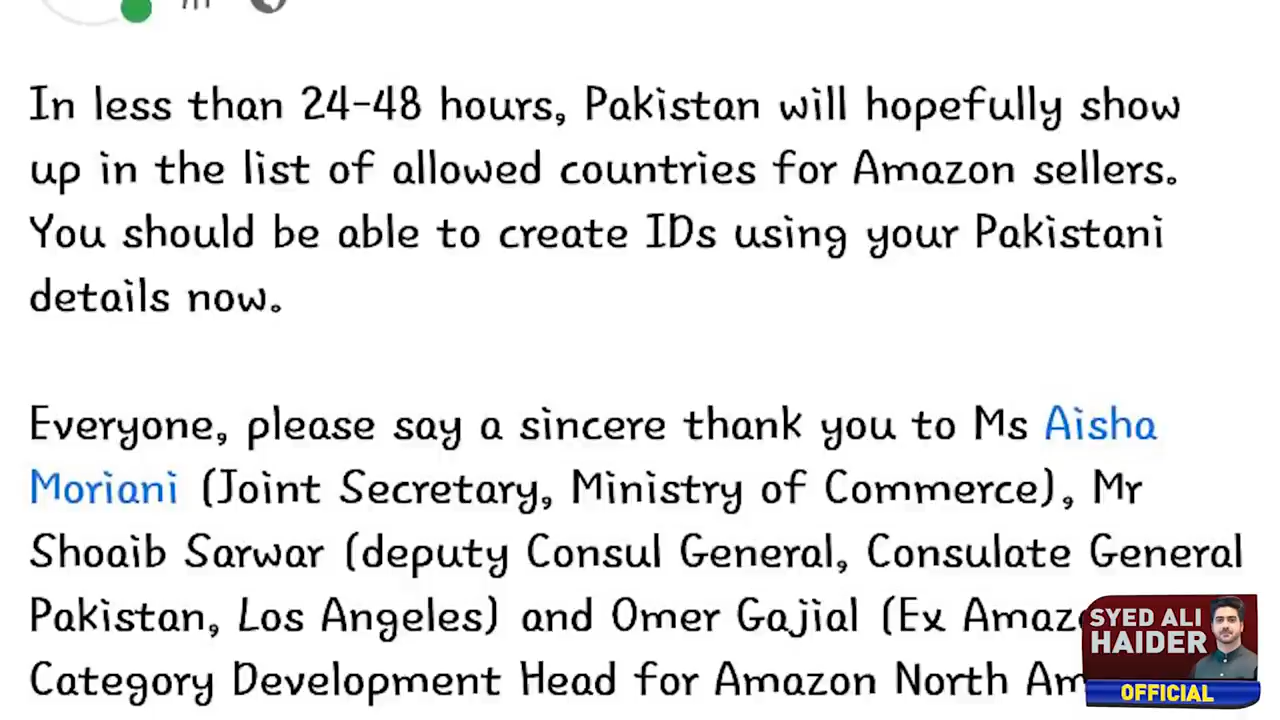 In less than 24-48 hours, Pakistan will hopefully show
up in the list of allowed countries for Amazon sellers.
You should be able to create IDs using your Pakistani
details now.
Everyone, please say a sincere thank you to Ms Aisha
Moriani (Joint Secretary, Ministry of Commerce), Mr
Shoaib Sarwar (deputy Consul General, Consulate General
Pakistan, Los Angeles) and Omer Gajial (Ex
Category Development Head for Amazon North
SYED ALI
HAIDER
OFFICIAL